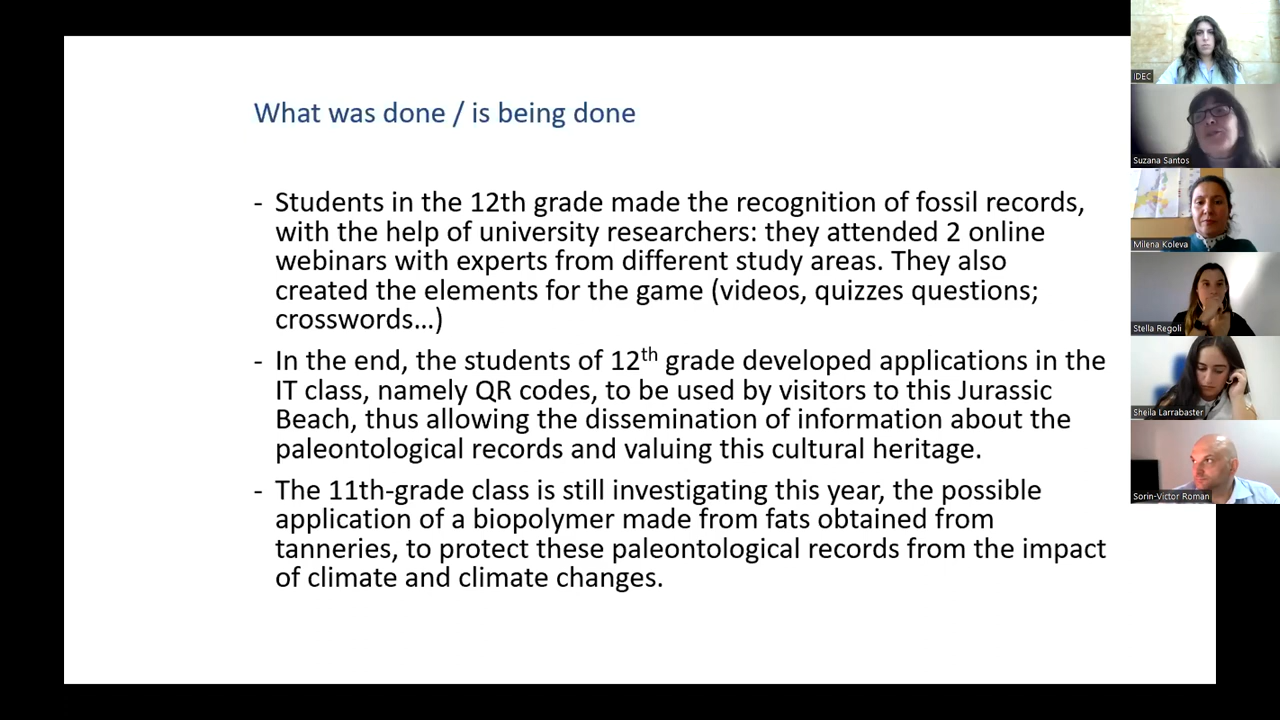 What was done / is being done
- Students in the 12th grade made the recognition of fossil records,
with the help of university researchers: they attended 2 online
webinars with experts from different study areas. They also
created the elements for the game (videos, quizzes questions;
crosswords…)
- In the end, the students of 12th grade developed applications in the
IT class, namely QR codes, to be used by visitors to this Jurassic
Beach, thus allowing the dissemination of information about the
paleontological records and valuing this cultural heritage.
- The 11th-grade class is still investigating this year, the possible
application of a biopolymer made from fats obtained from
tanneries, to protect these paleontological records from the impact
of climate and climate changes.
IDEC
Suzana Santos
Milena Koleva
Stella Regoli
Sheila Larrabaster
Sorin-Victor Roman